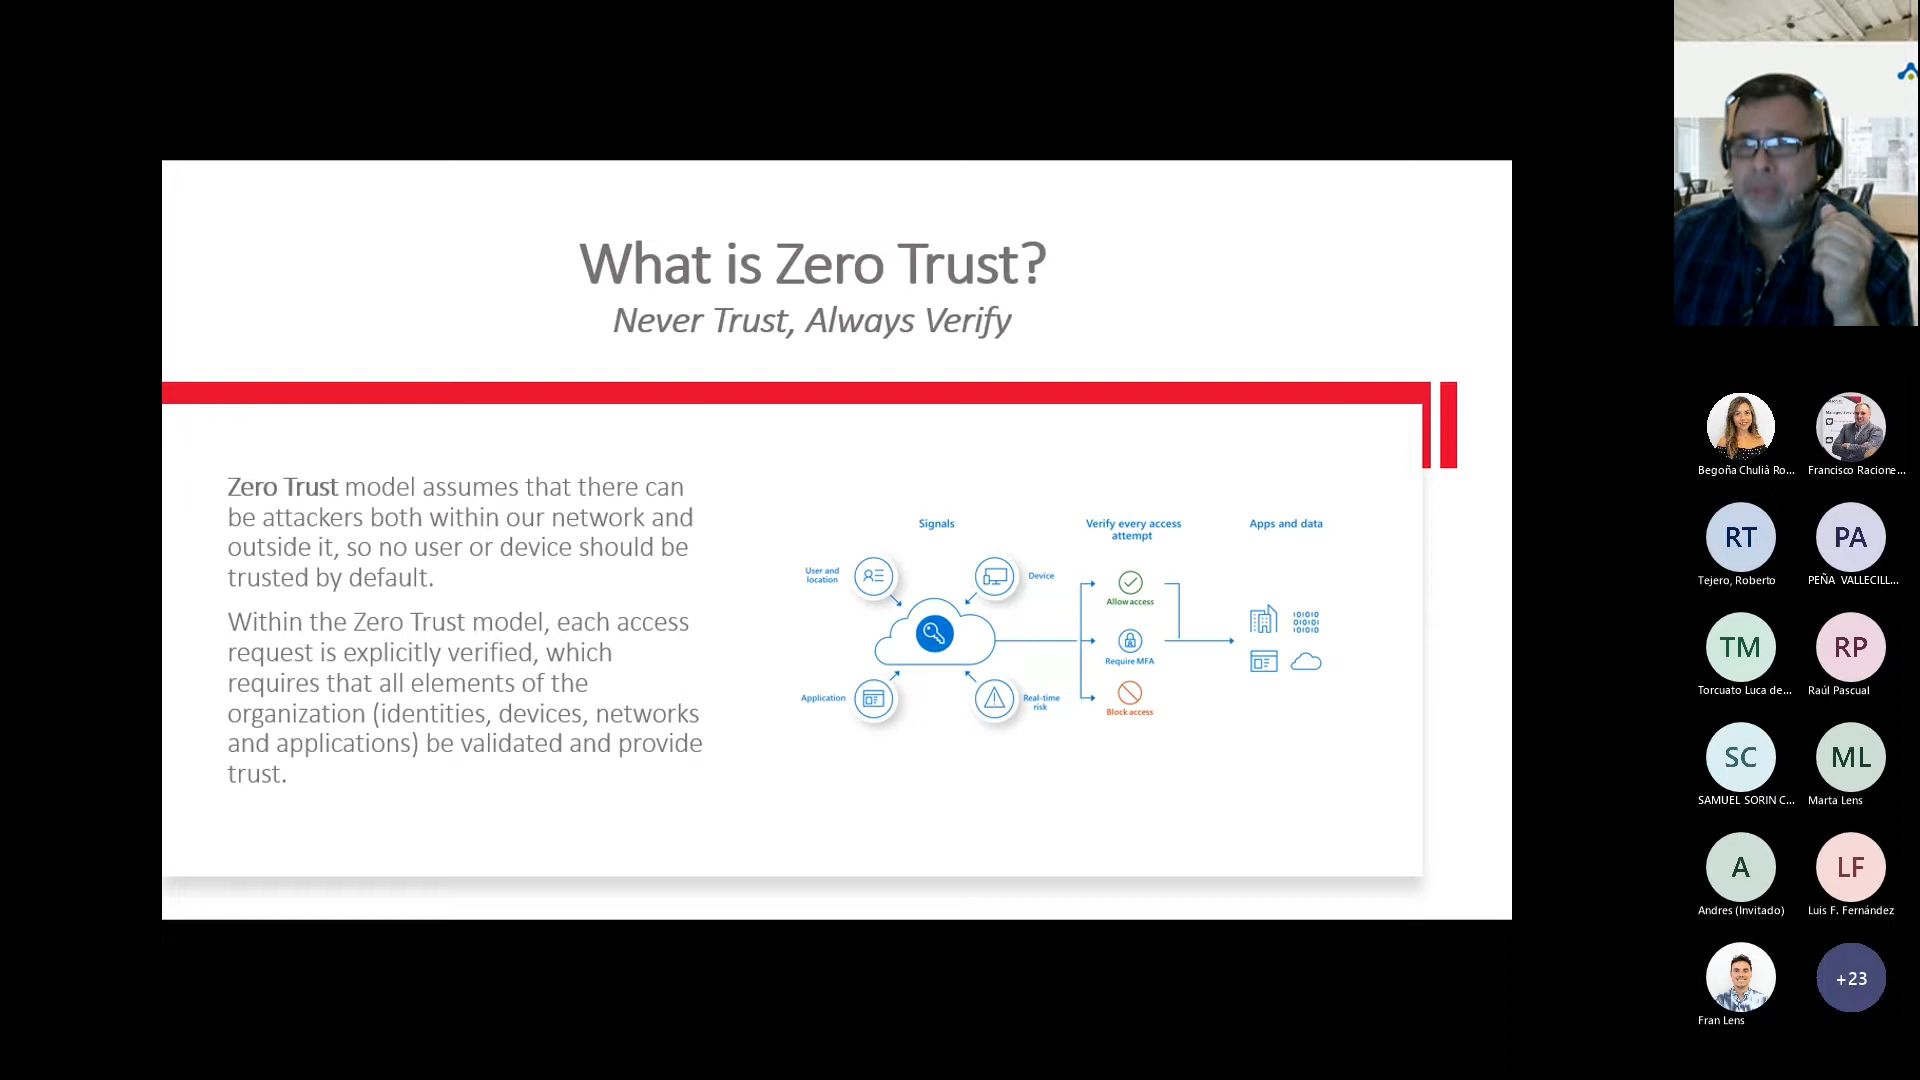 What is Zero Trust?
Never Trust, Always Verify
Zero Trust model assumes that there can
be attackers both within our network and
outside it, so no user or device should be
trusted by default.
Within the Zero Trust model, each access
request is explicitly verified, which
requires that all elements of the
organization (identities, devices, networks
and applications) be validated and provide
trust.
Signals
User and
location
Device
Application
Real-time
risk
Verify every access
attempt
Allow access
Require MFA
Block access
Apps and data
01010
010101
101010
Begoña Chulià Ro...
Francisco Racione...
RT
Tejero, Roberto
PA
PEÑA VALLECILL...
TM
Torcuato Luca de...
RP
Raúl Pascual
SC
SAMUEL SORIN C...
ML
Marta Lens
A
Andres (Invitado)
LF
Luis F. Fernández
Fran Lens
+23